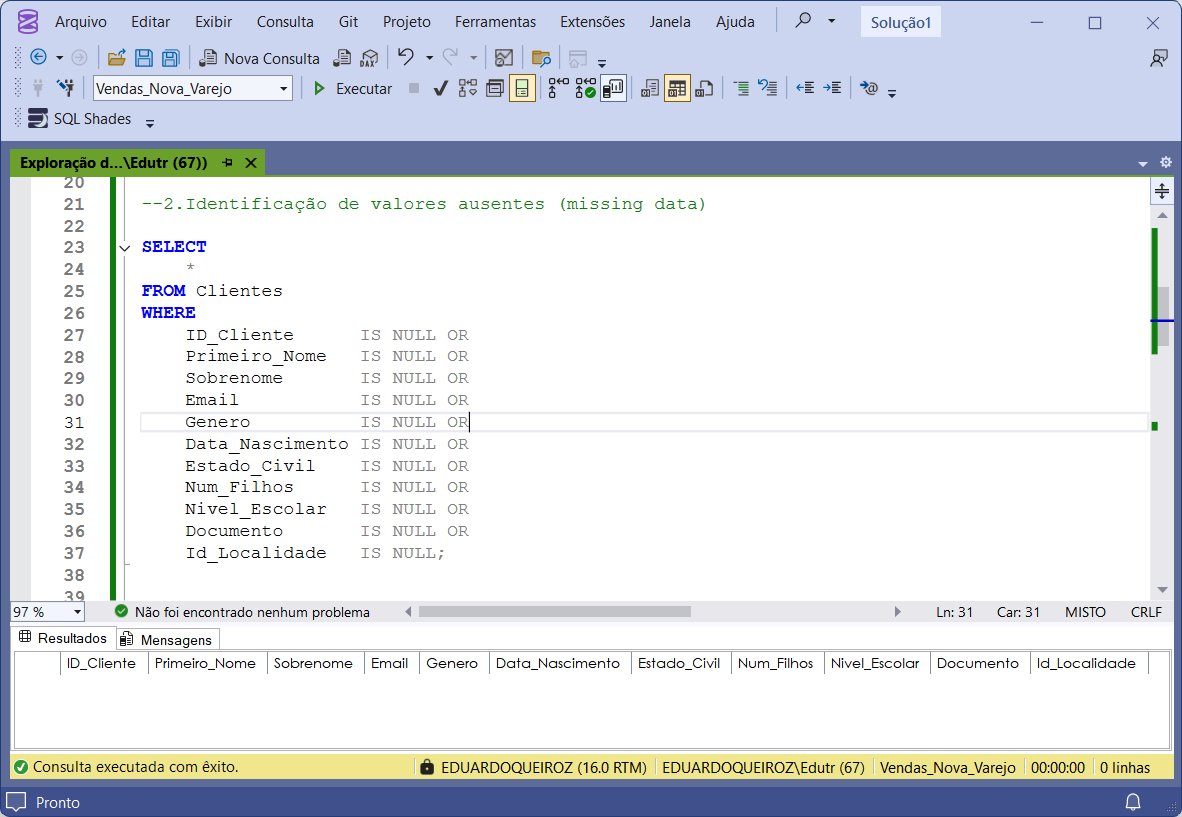 Arquivo Editar Exibir Consulta Git Projeto Ferramentas Extensões Janela Ajuda Solução1
Nova Consulta DAX
Vendas_Nova_Varejo Executar
SQL Shades
Exploração d...\Edutr (67))
20
21 --2.Identificação de valores ausentes (missing data)
22
23 SELECT
24 *
25 FROM Clientes
26 WHERE
27 ID_Cliente IS NULL OR
28 Primeiro_Nome IS NULL OR
29 Sobrenome IS NULL OR
30 Email IS NULL OR
31 Genero IS NULL OR
32 Data_Nascimento IS NULL OR
33 Estado_Civil IS NULL OR
34 Num_Filhos IS NULL OR
35 Nivel_Escolar IS NULL OR
36 Documento IS NULL OR
37 Id_Localidade IS NULL;
38
39
97 % Não foi encontrado nenhum problema Ln: 31 Car: 31 MISTO CRLF
Resultados Mensagens
ID_Cliente Primeiro_Nome Sobrenome Email Genero Data_Nascimento Estado_Civil Num_Filhos Nivel_Escolar Documento Id_Localidade
Consulta executada com êxito. EDUARDOQUEIROZ (16.0 RTM) EDUARDOQUEIROZ\Edutr (67) Vendas_Nova_Varejo 00:00:00 0 linhas
Pronto